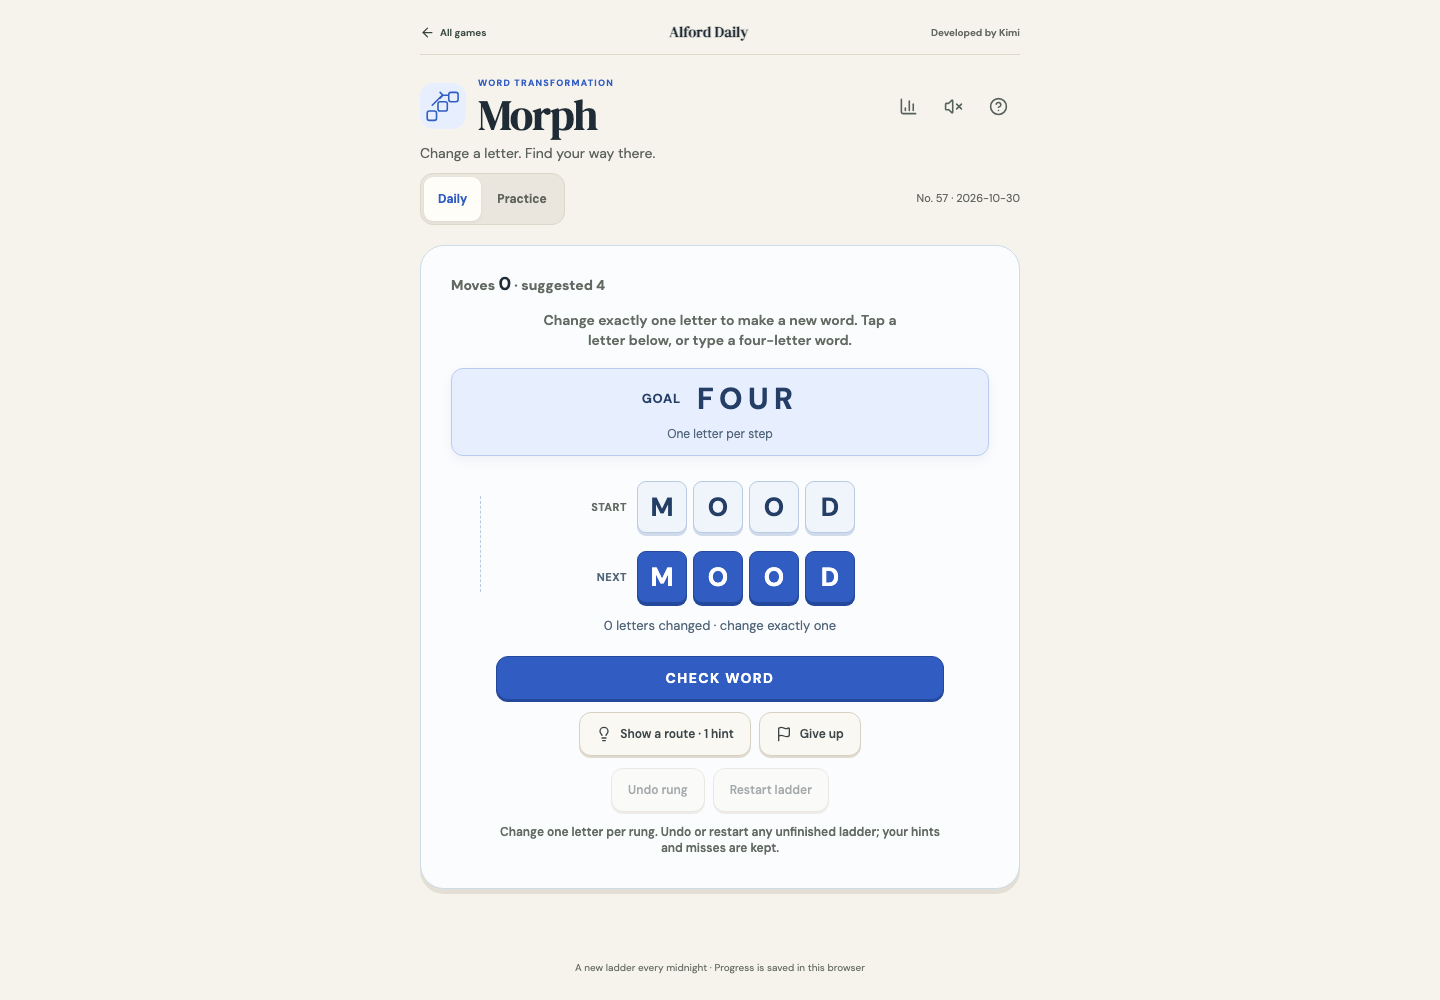 All games
Alford Daily
Developed by Kimi
WORD TRANSFORMATION
Morph
Change a letter. Find your way there.
Daily
Practice
No. 57 · 2026-10-30
Moves 0 · suggested 4
Change exactly one letter to make a new word. Tap a
letter below, or type a four-letter word.
GOAL FOUR
One letter per step
START M O O D
NEXT M O O D
0 letters changed · change exactly one
CHECK WORD
Show a route · 1 hint
Give up
Undo rung
Restart ladder
Change one letter per rung. Undo or restart any unfinished ladder; your hints
and misses are kept.
A new ladder every midnight · Progress is saved in this browser